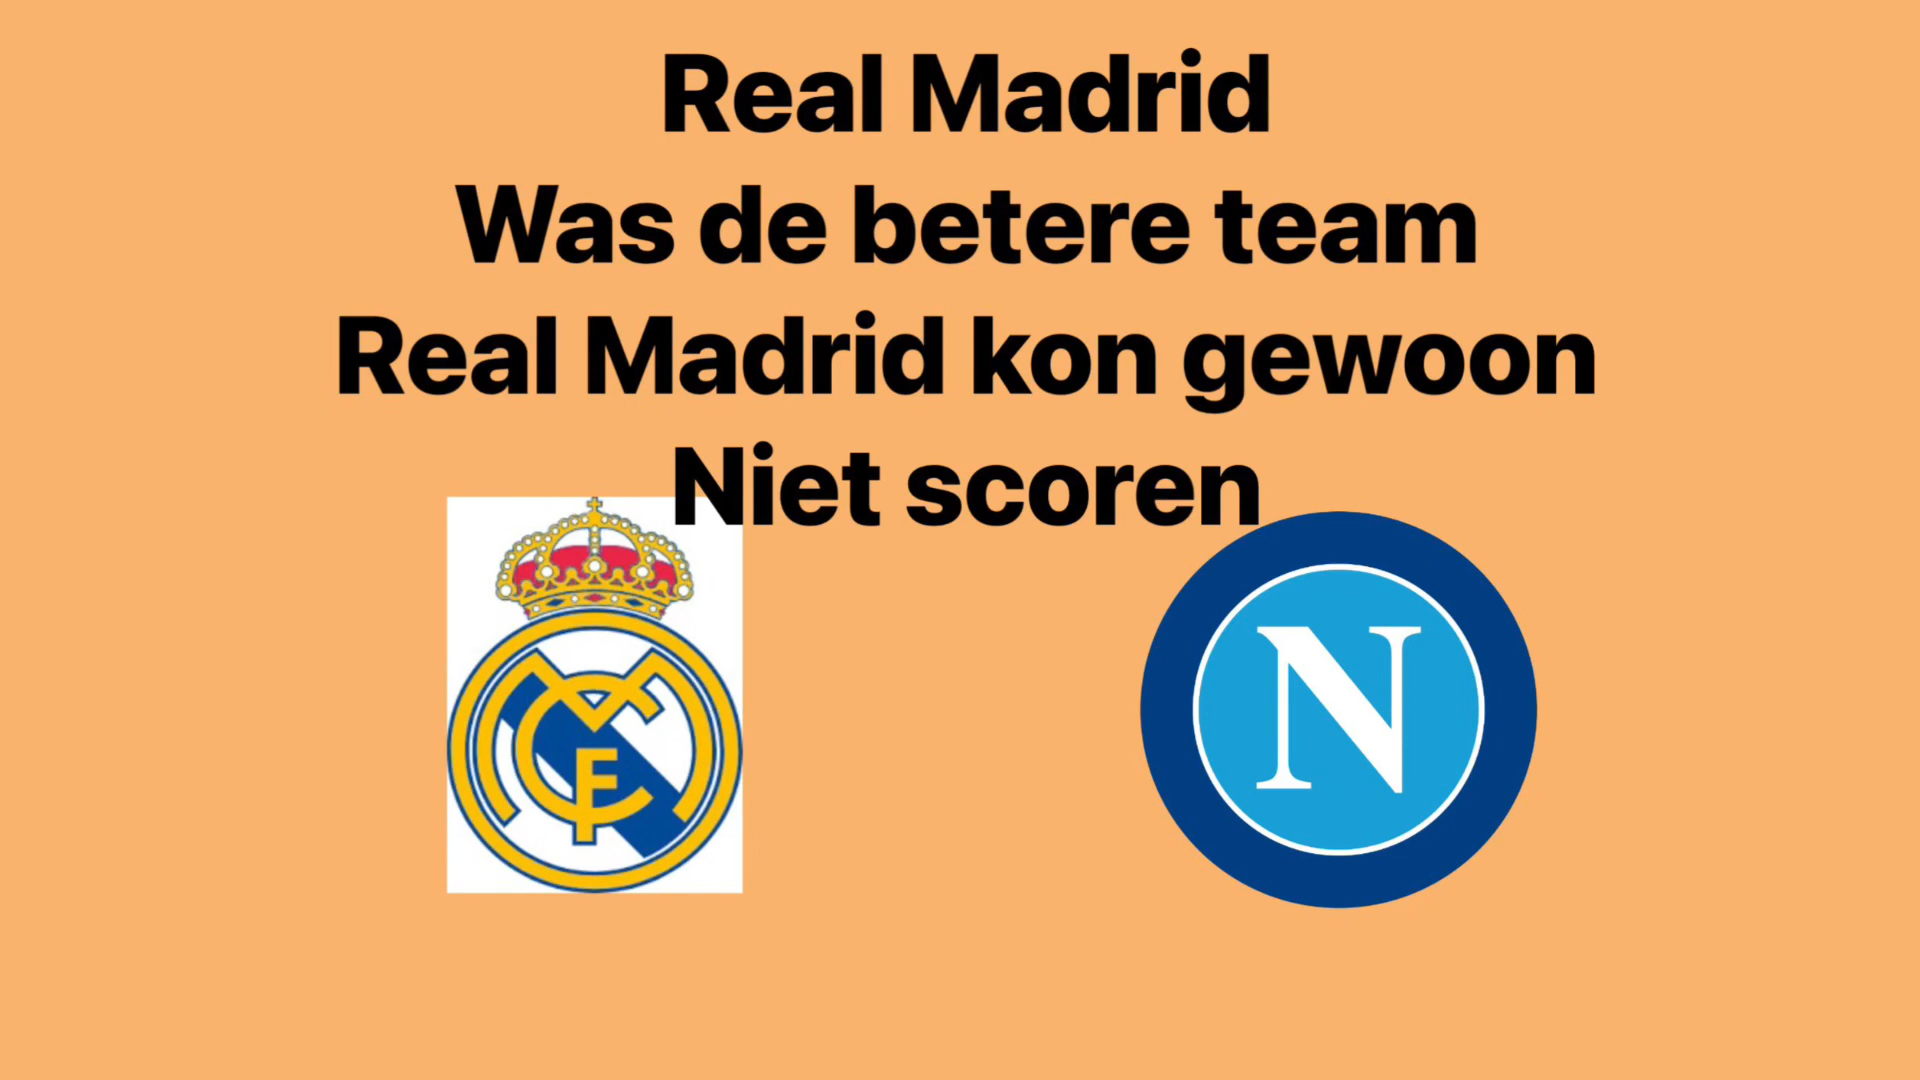 Real Madrid
Was de betere team
Real Madrid kon gewoon
Niet scoren
N